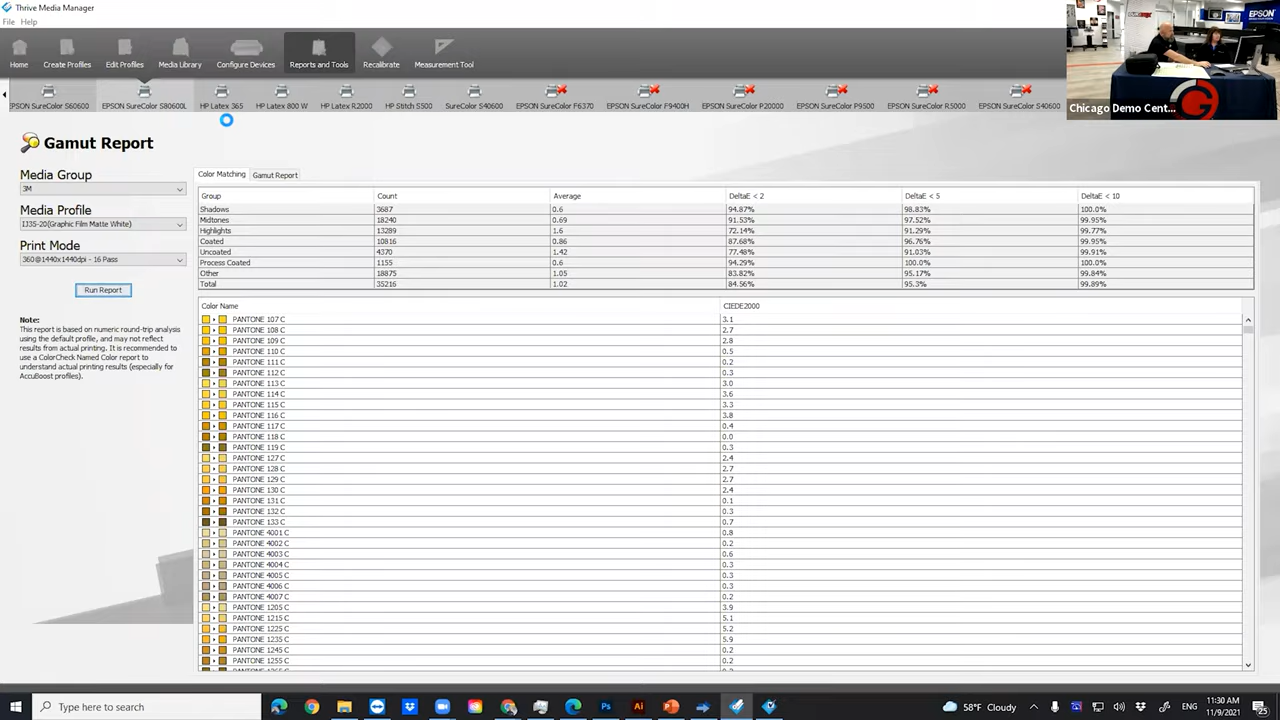 Thrive Media Manager
File Help
Home Create Profiles Edit Profiles Media Library Configure Devices Reports and Tools Recalibrate Measurement Tool
EPSON
EPSON SureColor S60600 EPSON SureColor S80600L HP Latex 365 HP Latex 800 W HP Latex R2000 HP Stitch S500 SureColor S40600 EPSON SureColor F6370 EPSON SureColor F9400H EPSON SureColor P20000 EPSON SureColor P9500 EPSON SureColor R5000 EPSON SureColor S40600
Chicago Demo Cent...
Gamut Report
Media Group
3M
Media Profile
IJ35-20(Graphic Film Matte White)
Print Mode
360@1440x1440dpi - 16 Pass
Run Report
Note:
This report is based on numeric round-trip analysis
using the default profile, and may not reflect
results from actual printing. It is recommended to
use a ColorCheck Named Color report to
understand actual printing results (especially for
AccuBoost profiles).
Color Matching Gamut Report
Group Count Average DeltaE < 2 DeltaE < 5 DeltaE < 10
Shadows 3687 0.6 94.87% 98.83% 100.0%
Midtones 18240 0.69 91.53% 97.52% 99.95%
Highlights 13289 1.6 72.14% 91.29% 99.77%
Coated 10816 0.86 87.68% 96.76% 99.95%
Uncoated 4370 1.42 77.48% 91.03% 99.91%
Process Coated 1155 0.6 94.29% 100.0% 100.0%
Other 18875 1.05 83.82% 95.17% 99.84%
Total 35216 1.02 84.56% 95.3% 99.89%
Color Name CIEDE2000
PANTONE 107 C 3.1
PANTONE 108 C 2.7
PANTONE 109 C 2.8
PANTONE 110 C 0.5
PANTONE 111 C 0.2
PANTONE 112 C 0.3
PANTONE 113 C 3.0
PANTONE 114 C 3.6
PANTONE 115 C 3.3
PANTONE 116 C 3.8
PANTONE 117 C 0.4
PANTONE 118 C 0.0
PANTONE 119 C 0.3
PANTONE 127 C 2.4
PANTONE 128 C 2.7
PANTONE 129 C 2.7
PANTONE 130 C 2.4
PANTONE 131 C 0.1
PANTONE 132 C 0.3
PANTONE 133 C 0.7
PANTONE 4001 C 0.8
PANTONE 4002 C 0.2
PANTONE 4003 C 0.6
PANTONE 4004 C 0.3
PANTONE 4005 C 0.3
PANTONE 4006 C 0.3
PANTONE 4007 C 0.2
PANTONE 1205 C 3.9
PANTONE 1215 C 5.1
PANTONE 1225 C 5.2
PANTONE 1235 C 5.9
PANTONE 1245 C 0.2
PANTONE 1255 C 0.2
Type here to search
58°F Cloudy
ENG
11:30 AM
11/9/2021
25